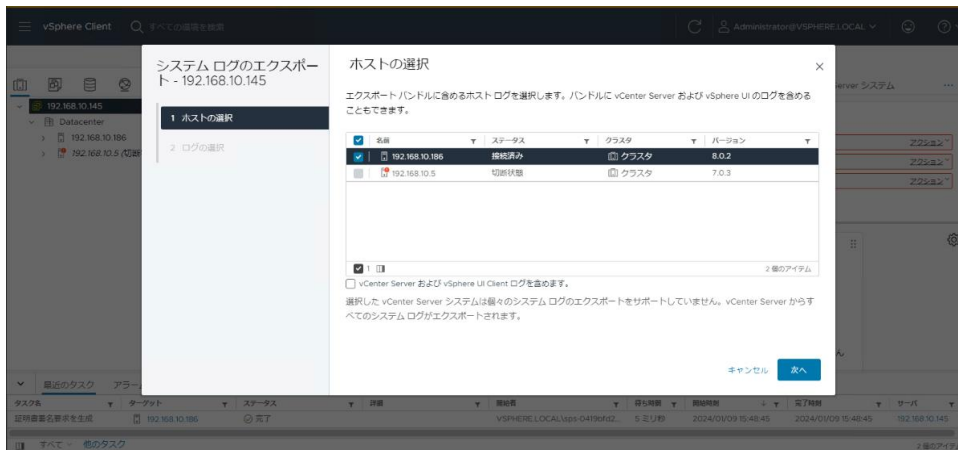 vSphere Client
すべての環境を検索
Administrator@VSPHERE.LOCAL
システム ログのエクスポー
ト - 192.168.10.145
1 ホストの選択
2 ログの選択
ホストの選択
エクスポート バンドルに含めるホスト ログを選択します。バンドルに vCenter Server および vSphere UI のログを含める
こともできます。
名前 ステータス クラスタ バージョン
192.168.10.186 接続済み クラスタ 8.0.2
192.168.10.5 切断状態 クラスタ 7.0.3
1 2 個のアイテム
vCenter Server および vSphere UI Client ログを含めます。
選択した vCenter Server システムは個々のシステム ログのエクスポートをサポートしていません。vCenter Server からす
べてのシステム ログがエクスポートされます。
キャンセル 次へ
192.168.10.145
Datacenter
192.168.10.186
192.168.10.5 (切断
erver システム
アクション
アクション
アクション
ル
最近のタスク アラー
タスク名 ターゲット ステータス 詳細 開始者 待ち時間 開始時刻 完了時刻 サーバ
証明書署名要求を生成 192.168.10.186 完了 5 ミリ秒 2024/01/09 15:48:45 2024/01/09 15:48:45 192.168.10.145
すべて 他のタスク